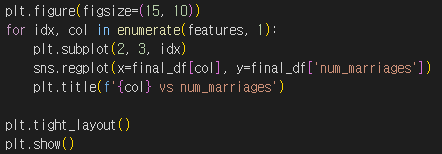 plt.figure(figsize=(15, 10))
for idx, col in enumerate(features, 1):
    plt.subplot(2, 3, idx)
    sns.regplot(x=final_df[col], y=final_df['num_marriages'])
    plt.title(f'{col} vs num_marriages')

plt.tight_layout()
plt.show()